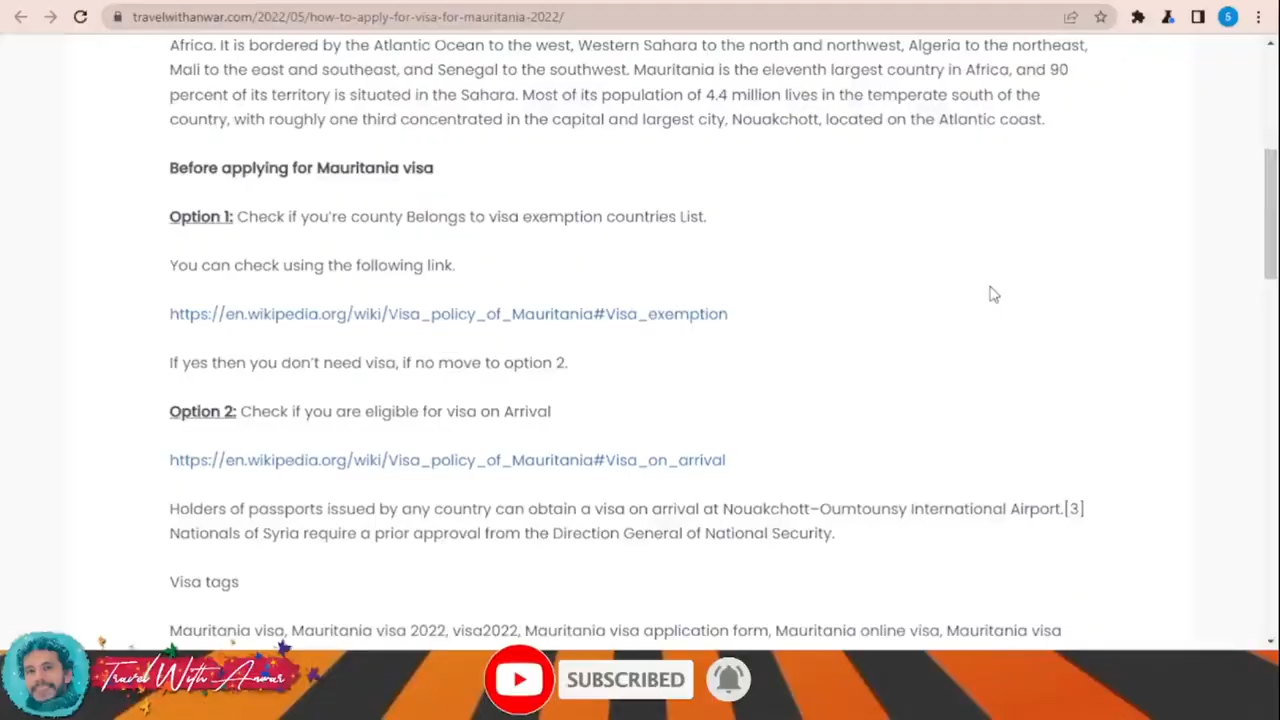 travelwithanwar.com/2022/05/how-to-apply-for-visa-for-mauritania-2022/
5
Africa. It is bordered by the Atlantic Ocean to the west, Western Sahara to the north and northwest, Algeria to the northeast,
Mali to the east and southeast, and Senegal to the southwest. Mauritania is the eleventh largest country in Africa, and 90
percent of its territory is situated in the Sahara. Most of its population of 4.4 million lives in the temperate south of the
country, with roughly one third concentrated in the capital and largest city, Nouakchott, located on the Atlantic coast.
Before applying for Mauritania visa
Option 1: Check if you're county Belongs to visa exemption countries List.
You can check using the following link.
https://en.wikipedia.org/wiki/Visa_policy_of_Mauritania#Visa_exemption
If yes then you don't need visa, if no move to option 2.
Option 2: Check if you are eligible for visa on Arrival
https://en.wikipedia.org/wiki/Visa_policy_of_Mauritania#Visa_on_arrival
Holders of passports issued by any country can obtain a visa on arrival at Nouakchott–Oumtounsy International Airport.[3]
Nationals of Syria require a prior approval from the Direction General of National Security.
Visa tags
Mauritania visa, Mauritania visa 2022, visa2022, Mauritania visa application form, Mauritania online visa, Mauritania visa
Travel With Anwar
SUBSCRIBED